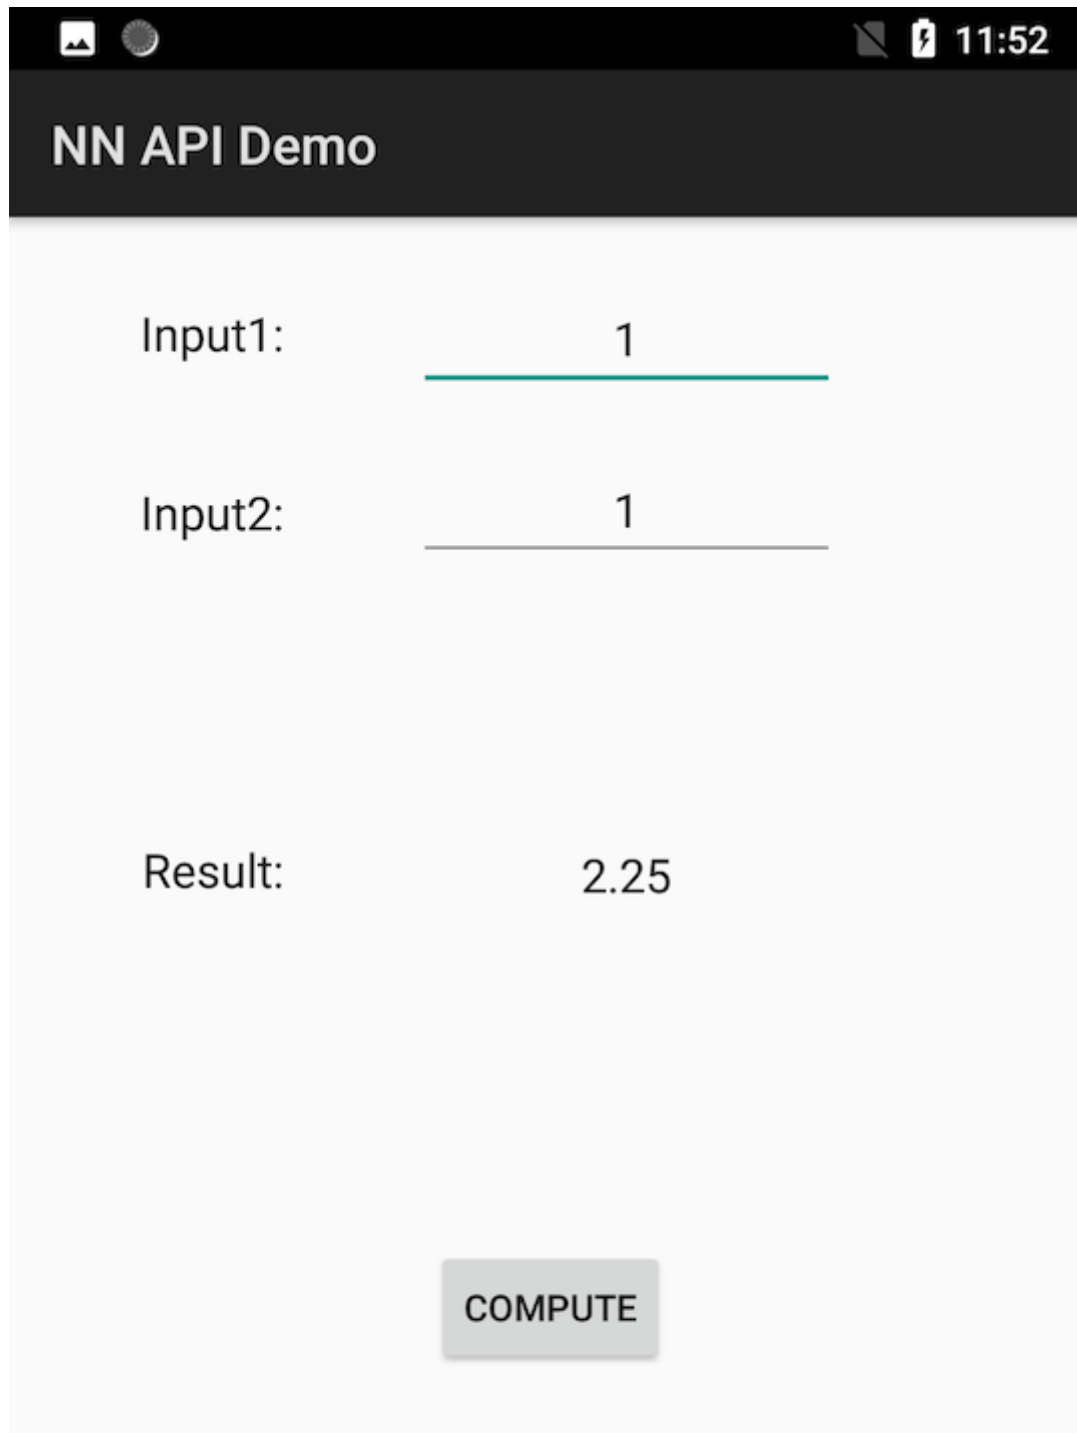 11:52
NN API Demo
Input1: 1
Input2: 1
Result: 2.25
COMPUTE